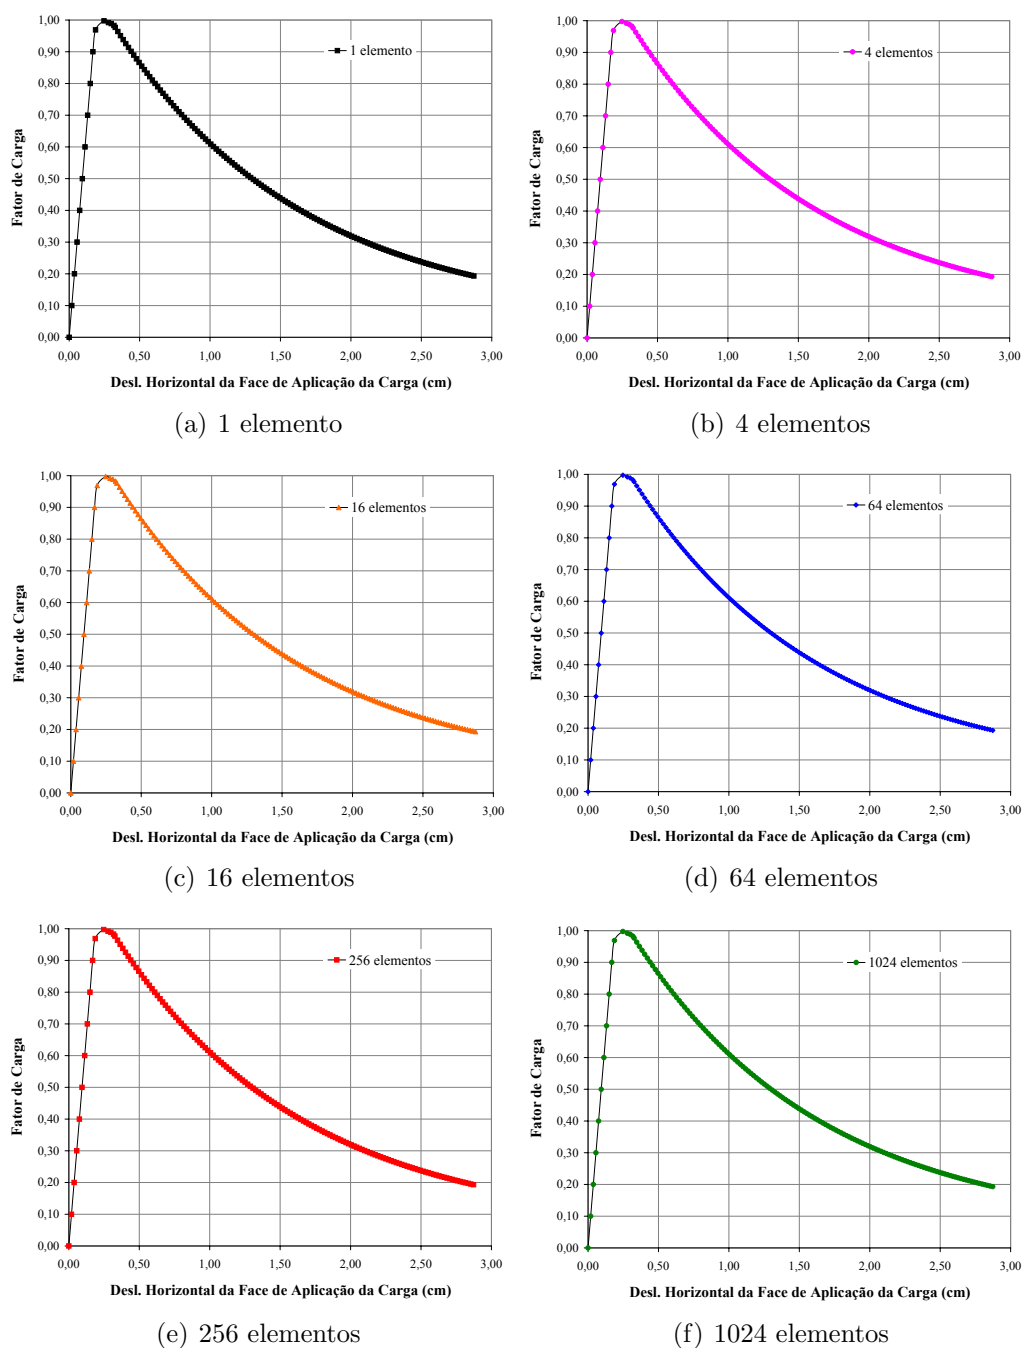 1,00
0,90
0,80
0,70
0,60
0,50
0,40
0,30
0,20
0,10
0,00
Fator de Carga
1 elemento
0,00 0,50 1,00 1,50 2,00 2,50 3,00
Desl. Horizontal da Face de Aplicação da Carga (cm)
(a) 1 elemento
1,00
0,90
0,80
0,70
0,60
0,50
0,40
0,30
0,20
0,10
0,00
Fator de Carga
4 elementos
0,00 0,50 1,00 1,50 2,00 2,50 3,00
Desl. Horizontal da Face de Aplicação da Carga (cm)
(b) 4 elementos
1,00
0,90
0,80
0,70
0,60
0,50
0,40
0,30
0,20
0,10
0,00
Fator de Carga
16 elementos
0,00 0,50 1,00 1,50 2,00 2,50 3,00
Desl. Horizontal da Face de Aplicação da Carga (cm)
(c) 16 elementos
1,00
0,90
0,80
0,70
0,60
0,50
0,40
0,30
0,20
0,10
0,00
Fator de Carga
64 elementos
0,00 0,50 1,00 1,50 2,00 2,50 3,00
Desl. Horizontal da Face de Aplicação da Carga (cm)
(d) 64 elementos
1,00
0,90
0,80
0,70
0,60
0,50
0,40
0,30
0,20
0,10
0,00
Fator de Carga
256 elementos
0,00 0,50 1,00 1,50 2,00 2,50 3,00
Desl. Horizontal da Face de Aplicação da Carga (cm)
(e) 256 elementos
1,00
0,90
0,80
0,70
0,60
0,50
0,40
0,30
0,20
0,10
0,00
Fator de Carga
1024 elementos
0,00 0,50 1,00 1,50 2,00 2,50 3,00
Desl. Horizontal da Face de Aplicação da Carga (cm)
(f) 1024 elementos